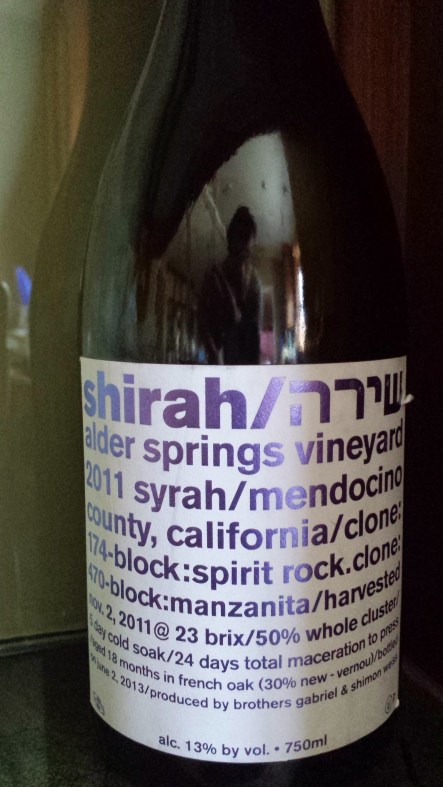 shirah/שירה
alder springs vineyard
2011 syrah/mendocino
county, california/clone:
174-block:spirit rock.clone:
470-block:manzanita/harvested
nov. 2, 2011@ 23 brix/50% whole cluster/
day cold soak/24 days total maceration to press
aged 18 months in french oak (30% new - vernou)/bottled
on june 2, 2013/produced by brothers gabriel & shimon weiss
alc. 13% by vol. • 750ml